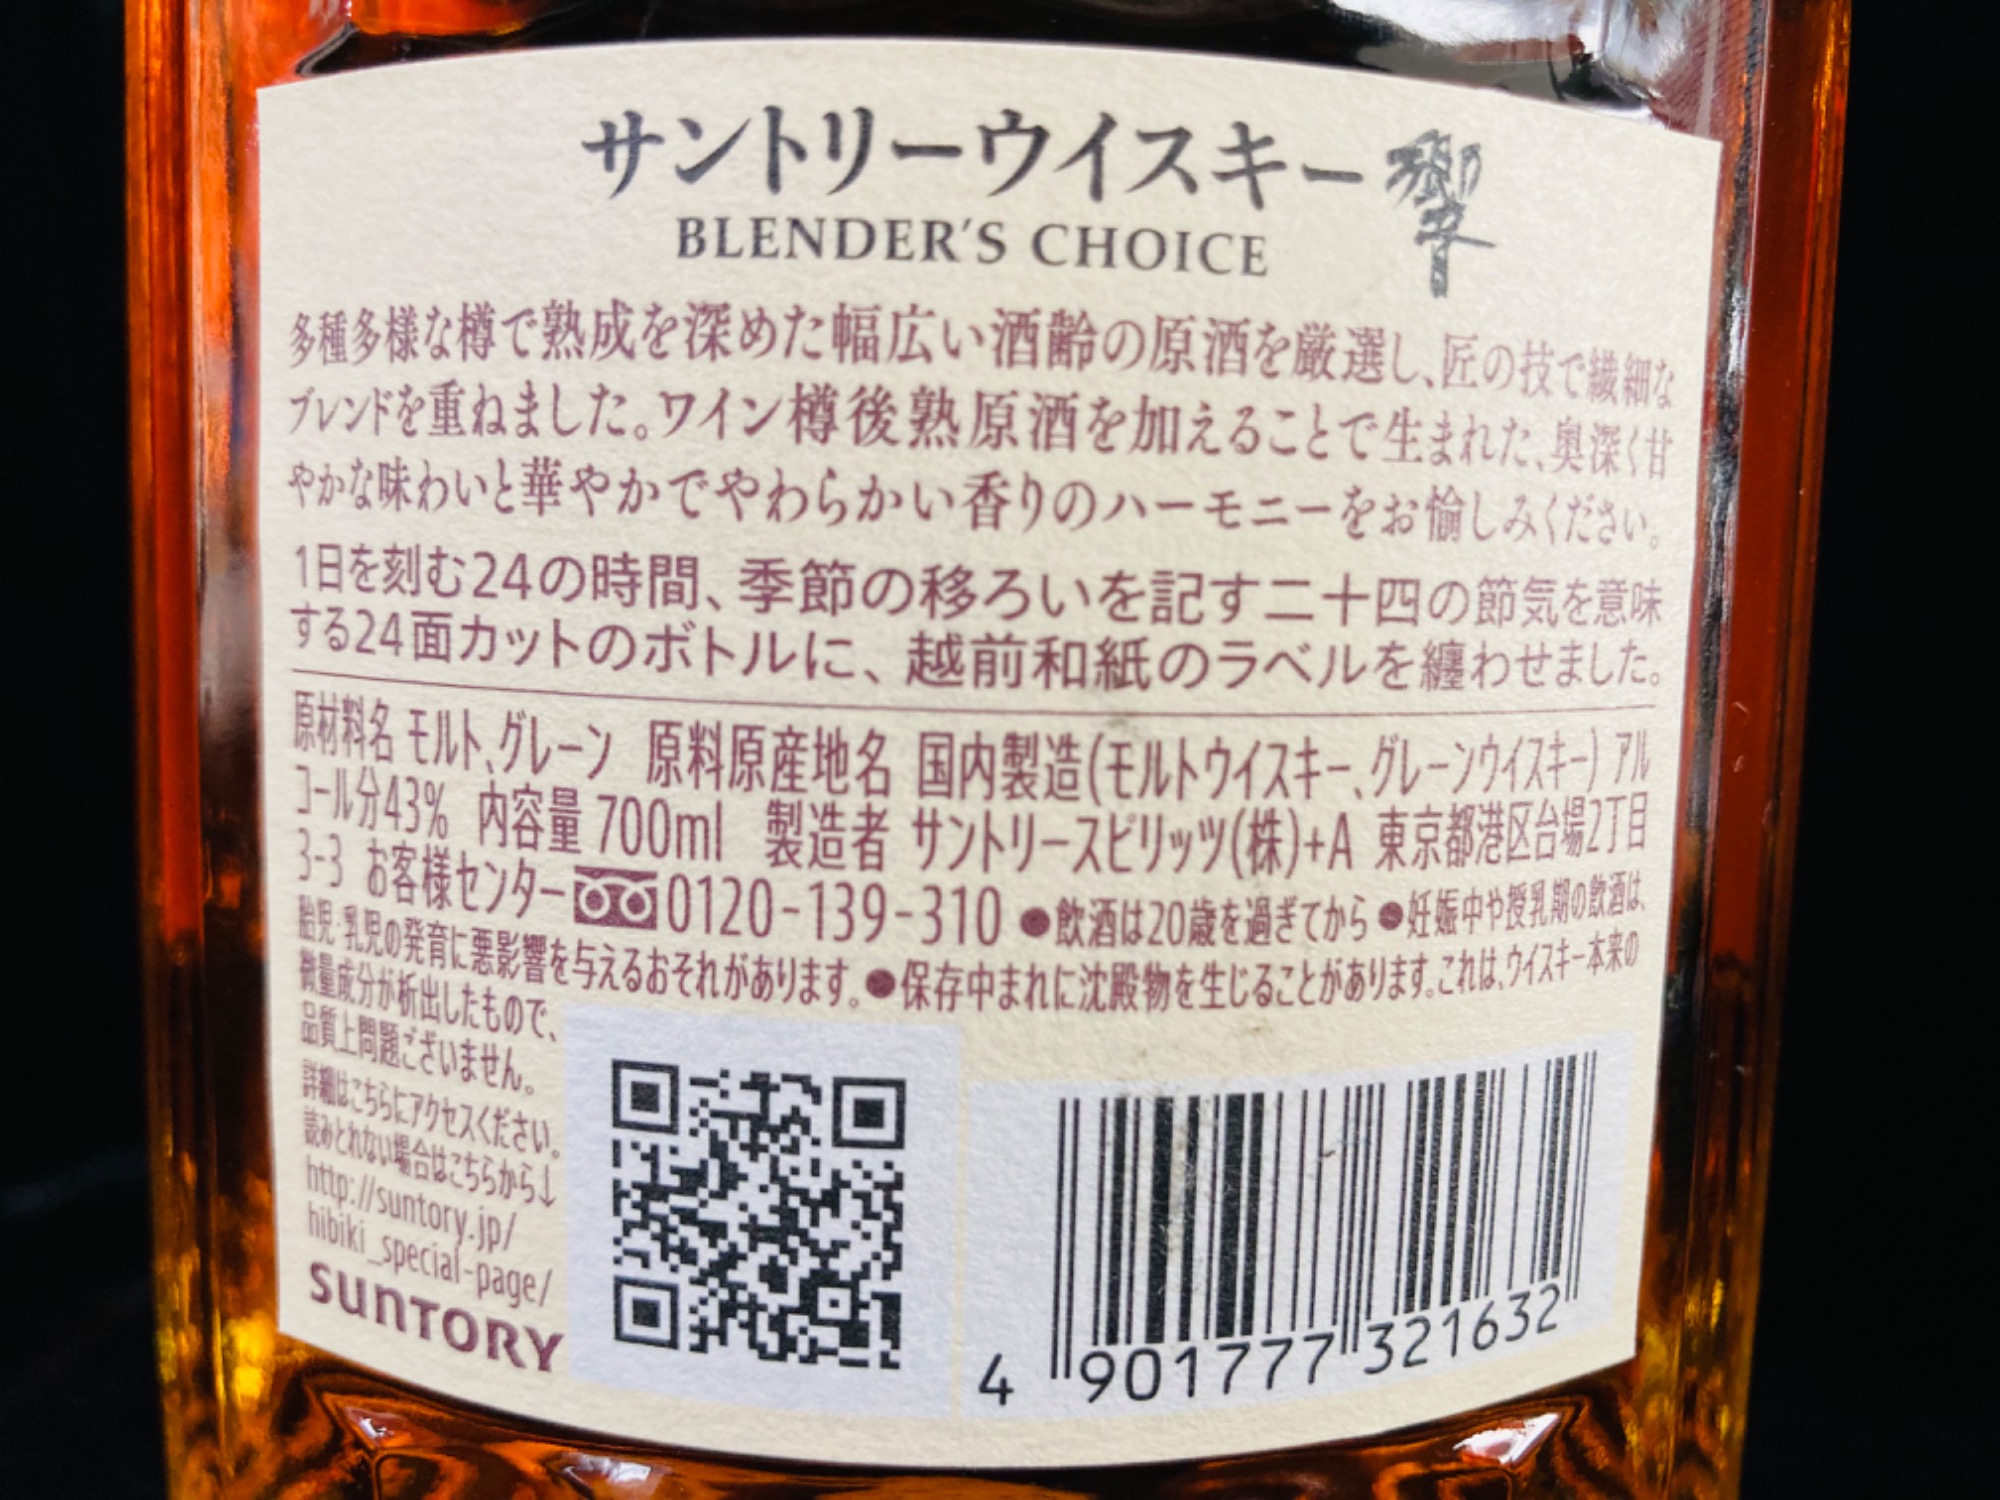 サントリーウイスキー 響
BLENDER'S CHOICE
多種多様な樽で熟成を深めた幅広い酒齢の原酒を厳選し、匠の技で繊細な
ブレンドを重ねました。ワイン樽後熟原酒を加えることで生まれた、奥深く甘
やかな味わいと華やかでやわらかい香りのハーモニーをお愉しみください。
1日を刻む24の時間、季節の移ろいを記す二十四の節気を意味
する24面カットのボトルに、越前和紙のラベルを纏わせました。
原材料名 モルト、グレーン 原料原産地名 国内製造(モルトウイスキー、グレーンウイスキー) アル
コール分43% 内容量 700ml 製造者 サントリースピリッツ(株)+A 東京都港区台場2丁目
3-3 お客様センター 0120-139-310 ●飲酒は20歳を過ぎてから ●妊娠中や授乳期の飲酒は、
胎児・乳児の発育に悪影響を与えるおそれがあります。●保存中まれに沈殿物を生じることがあります。これは、ウイスキー本来の
微量成分が析出したもので、
品質上問題ございません。
詳細はこちらにアクセスください。
読みとれない場合はこちらから↓
http://suntory.jp/
hibiki_special-page/
SUNTORY
4 901777 321632